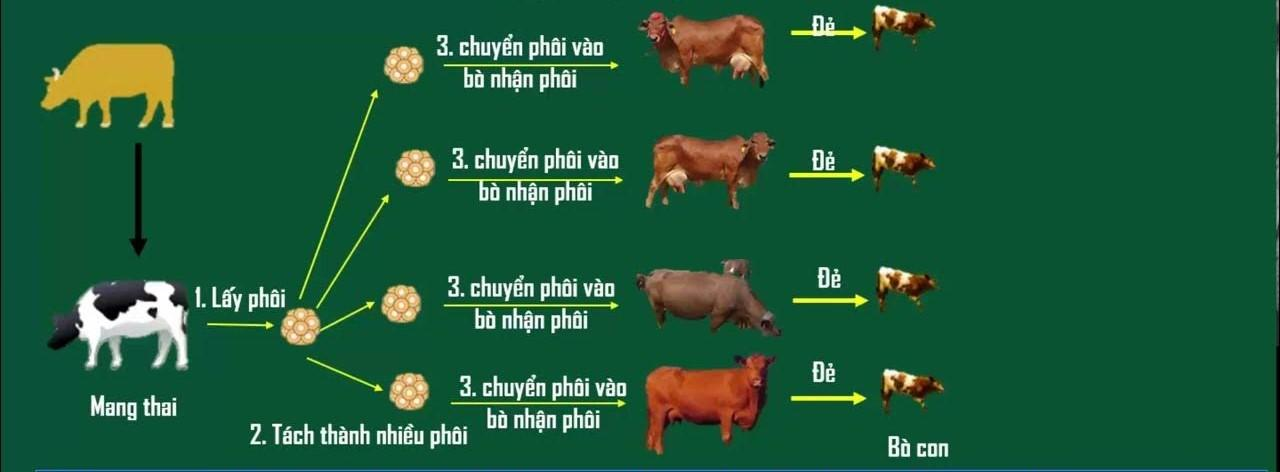 3. chuyển phôi vào
bò nhận phôi
Đẻ
3. chuyển phôi vào
bò nhận phôi
Đẻ
1. Lấy phôi
3. chuyển phôi vào
bò nhận phôi
Đẻ
3. chuyển phôi vào
bò nhận phôi
Đẻ
Mang thai
2. Tách thành nhiều phôi
Bò con